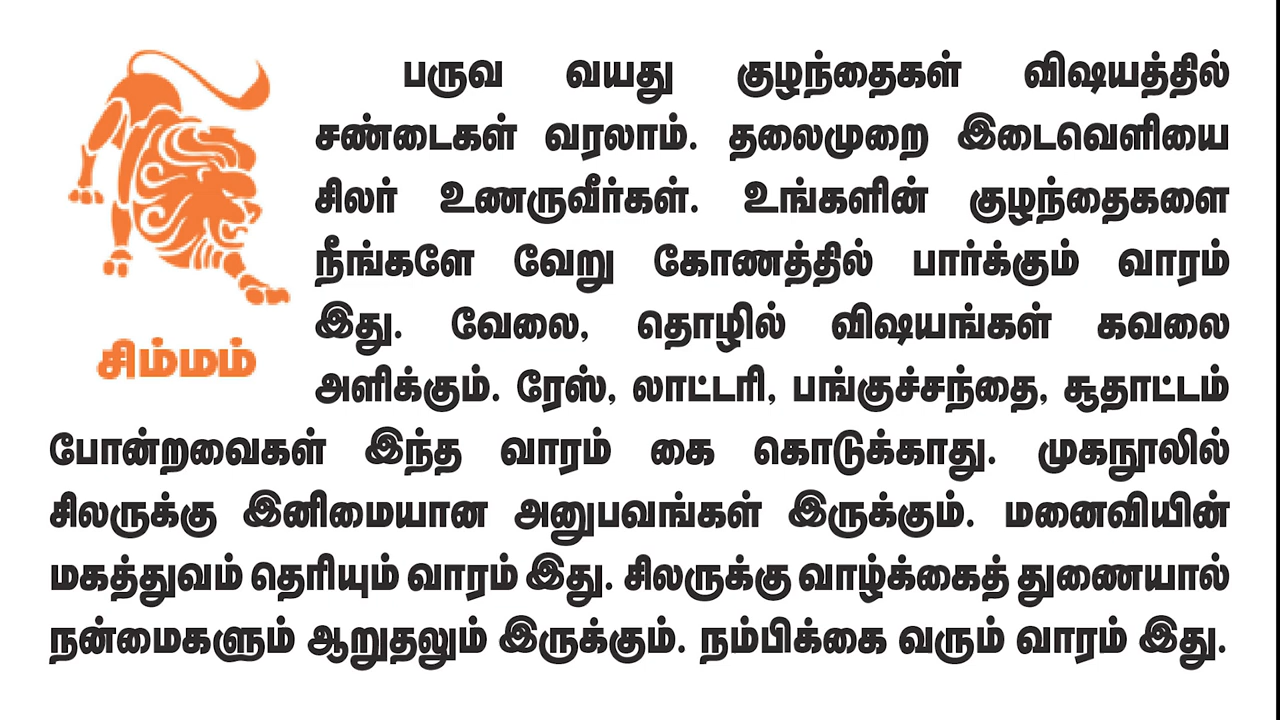 பருவ வயது குழந்தைகள் விஷயத்தில்
சண்டைகள் வரலாம். தலைமுறை இடைவெளியை
சிலர் உணருவீர்கள். உங்களின் குழந்தைகளை
நீங்களே வேறு கோணத்தில் பார்க்கும் வாரம்
இது. வேலை, தொழில் விஷயங்கள் கவலை
அளிக்கும். ரேஸ், லாட்டரி, பங்குச்சந்தை, சூதாட்டம்
போன்றவைகள் இந்த வாரம் கை கொடுக்காது. முகநூலில்
சிலருக்கு இனிமையான அனுபவங்கள் இருக்கும். மனைவியின்
மகத்துவம் தெரியும் வாரம் இது. சிலருக்கு வாழ்க்கைத் துணையால்
நன்மைகளும் ஆறுதலும் இருக்கும். நம்பிக்கை வரும் வாரம் இது.
சிம்மம்